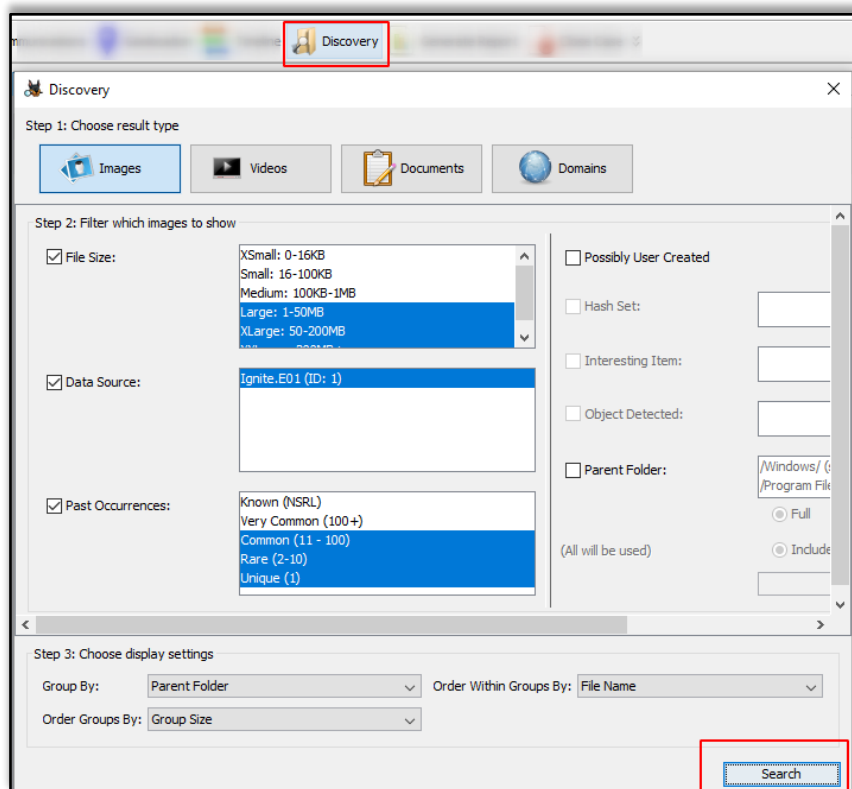 Discovery
Discovery
Step 1: Choose result type
Images
Videos
Documents
Domains
Step 2: Filter which images to show
File Size:
XSmall: 0-16KB
Small: 16-100KB
Medium: 100KB-1MB
Large: 1-50MB
XLarge: 50-200MB
Possibly User Created
Hash Set:
Interesting Item:
Object Detected:
Data Source:
Ignite.E01 (ID: 1)
Parent Folder:
/Windows/ (s
/Program File
Full
(All will be used)
Include
Past Occurrences:
Known (NSRL)
Very Common (100+)
Common (11 - 100)
Rare (2-10)
Unique (1)
Step 3: Choose display settings
Group By:
Parent Folder
Order Within Groups By:
File Name
Order Groups By:
Group Size
Search